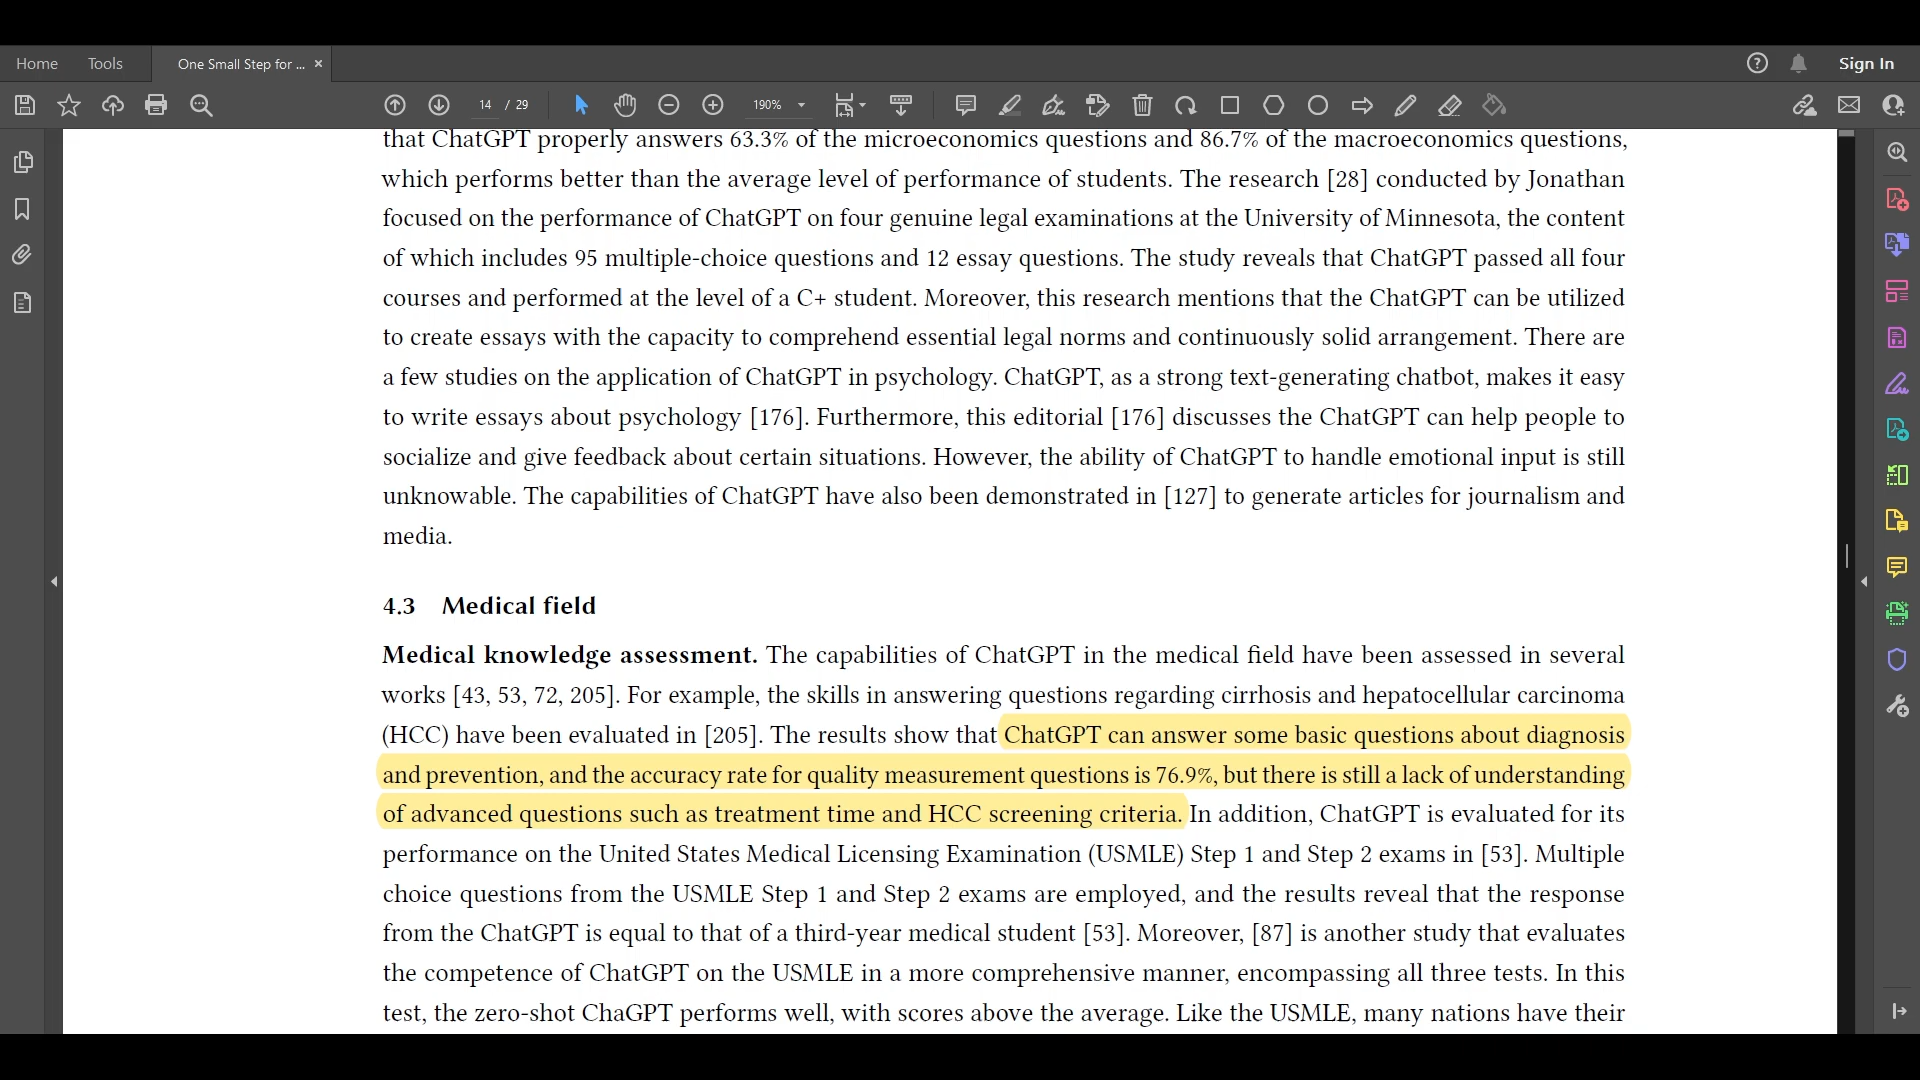 Home Tools One Small Step for ... × Sign In
14 / 29 190%
that ChatGPT properly answers 63.3% of the microeconomics questions and 86.7% of the macroeconomics questions,
which performs better than the average level of performance of students. The research [28] conducted by Jonathan
focused on the performance of ChatGPT on four genuine legal examinations at the University of Minnesota, the content
of which includes 95 multiple-choice questions and 12 essay questions. The study reveals that ChatGPT passed all four
courses and performed at the level of a C+ student. Moreover, this research mentions that the ChatGPT can be utilized
to create essays with the capacity to comprehend essential legal norms and continuously solid arrangement. There are
a few studies on the application of ChatGPT in psychology. ChatGPT, as a strong text-generating chatbot, makes it easy
to write essays about psychology [176]. Furthermore, this editorial [176] discusses the ChatGPT can help people to
socialize and give feedback about certain situations. However, the ability of ChatGPT to handle emotional input is still
unknowable. The capabilities of ChatGPT have also been demonstrated in [127] to generate articles for journalism and
media.
4.3 Medical field
Medical knowledge assessment. The capabilities of ChatGPT in the medical field have been assessed in several
works [43, 53, 72, 205]. For example, the skills in answering questions regarding cirrhosis and hepatocellular carcinoma
(HCC) have been evaluated in [205]. The results show that ChatGPT can answer some basic questions about diagnosis
and prevention, and the accuracy rate for quality measurement questions is 76.9%, but there is still a lack of understanding
of advanced questions such as treatment time and HCC screening criteria. In addition, ChatGPT is evaluated for its
performance on the United States Medical Licensing Examination (USMLE) Step 1 and Step 2 exams in [53]. Multiple
choice questions from the USMLE Step 1 and Step 2 exams are employed, and the results reveal that the response
from the ChatGPT is equal to that of a third-year medical student [53]. Moreover, [87] is another study that evaluates
the competence of ChatGPT on the USMLE in a more comprehensive manner, encompassing all three tests. In this
test, the zero-shot ChaGPT performs well, with scores above the average. Like the USMLE, many nations have their